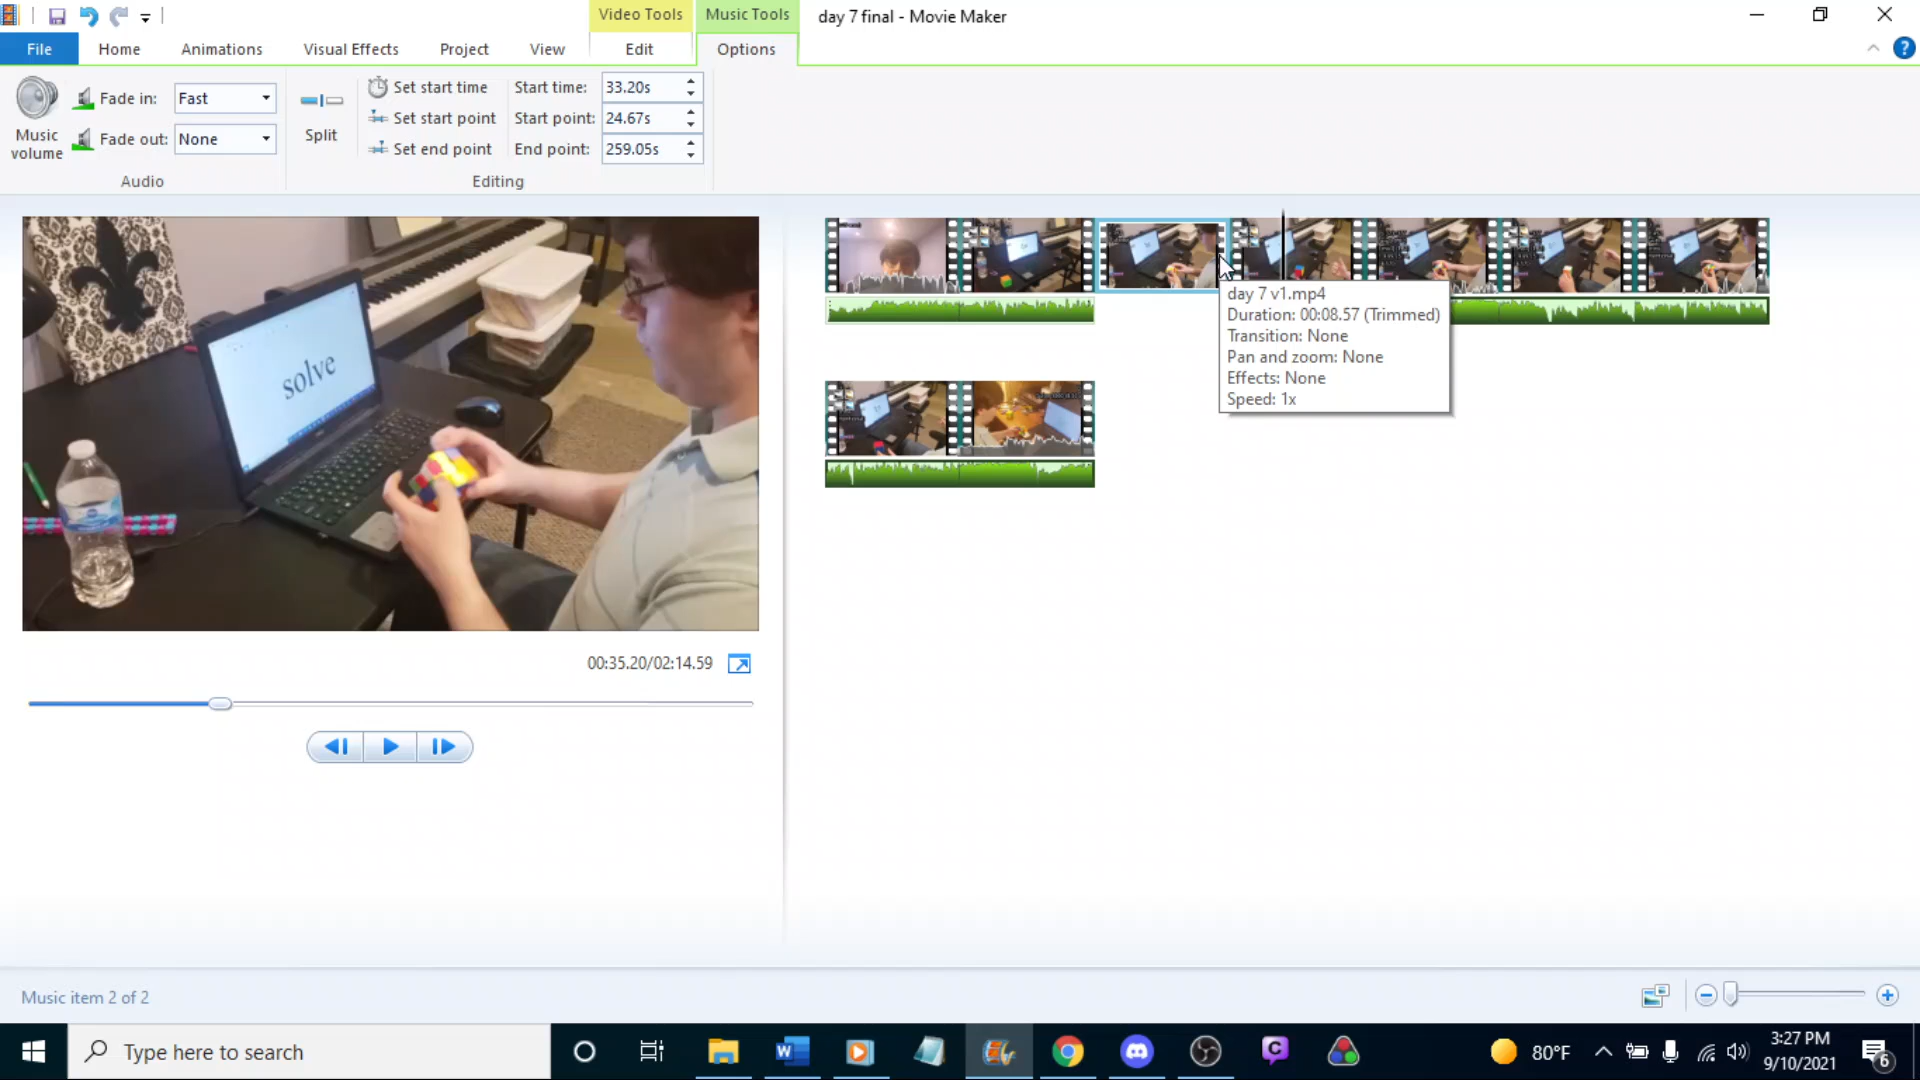 Video Tools
Music Tools
day 7 final - Movie Maker
File
Home
Animations
Visual Effects
Project
View
Edit
Options
Music volume
Fade in:
Fast
Fade out:
None
Audio
Split
Set start time
Start time:
33.20s
Set start point
Start point:
24.67s
Set end point
End point:
259.05s
Editing
solve
00:35.20/02:14.59
day 7 v1.mp4
Duration: 00:08.57 (Trimmed)
Transition: None
Pan and zoom: None
Effects: None
Speed: 1x
Music item 2 of 2
Type here to search
80°F
3:27 PM
9/10/2021
6